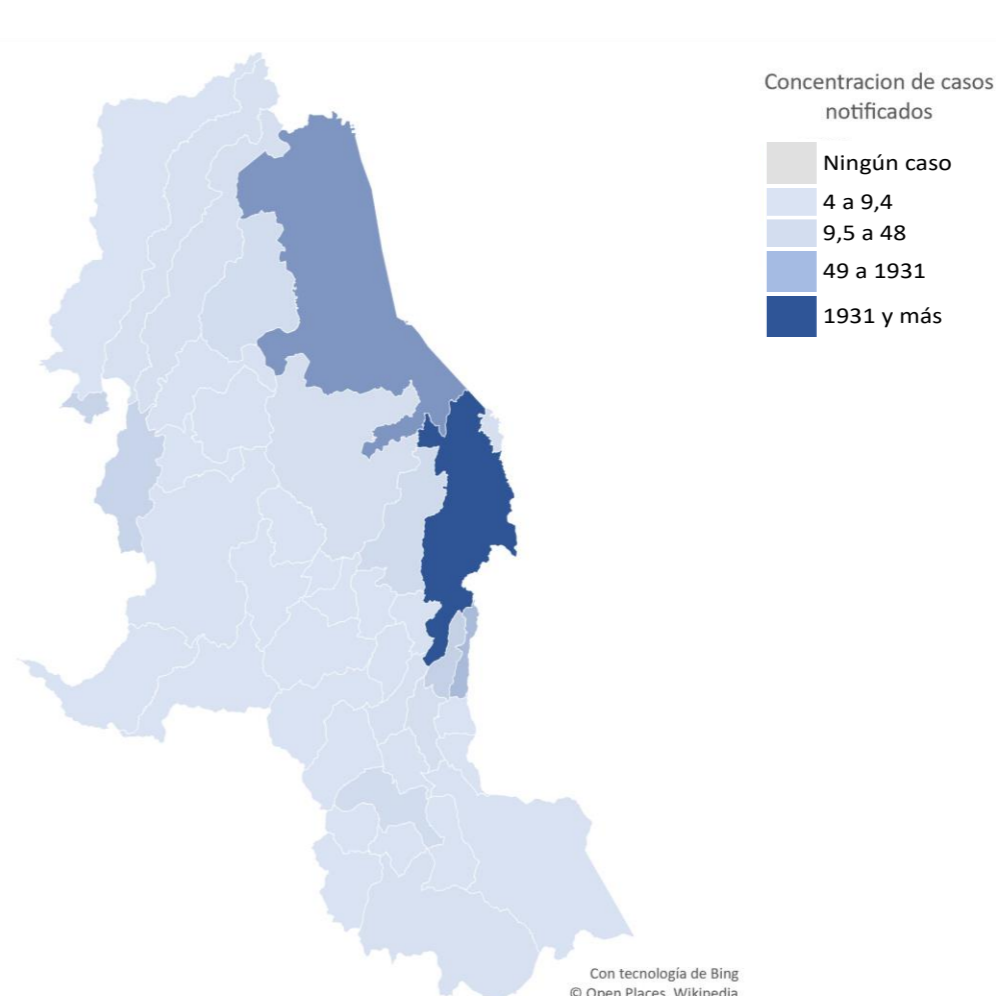 Concentracion de casos
notificados
Ningún caso
4 a 9,4
9,5 a 48
49 a 1931
1931 y más
Con tecnología de Bing
© Open Places, Wikipedia